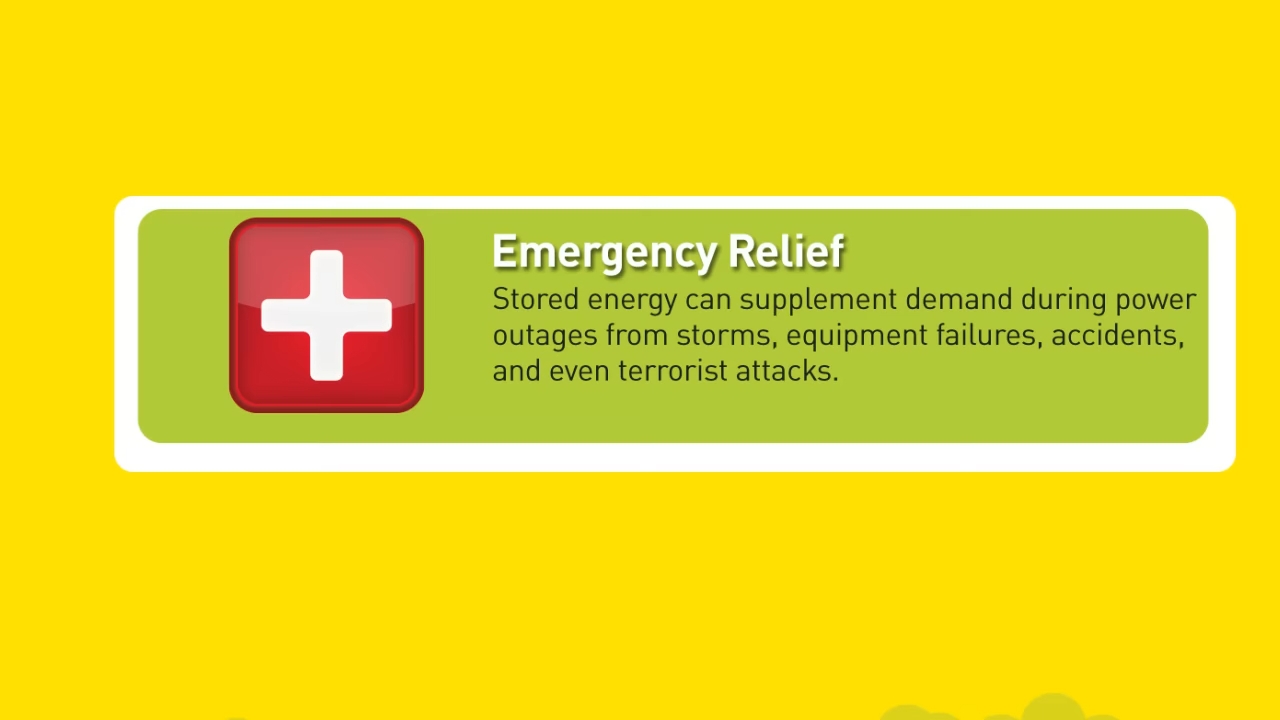 Emergency Relief
Stored energy can supplement demand during power
outages from storms, equipment failures, accidents,
and even terrorist attacks.